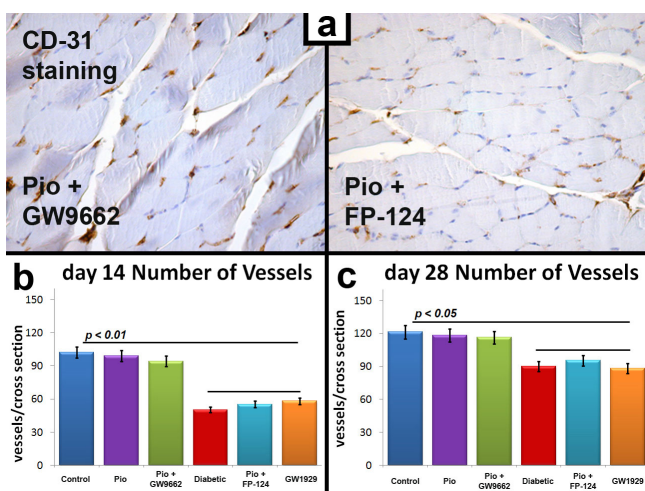 a
CD-31
staining
Pio +
GW9662
Pio +
FP-124
b
day 14 Number of Vessels
vessels/cross section
150
120
90
60
30
0
p < 0.01
Control
Pio
Pio +
GW9662
Diabetic
Pio +
FP-124
GW1929
c
day 28 Number of Vessels
vessels/cross section
150
120
90
60
30
0
p < 0.05
Control
Pio
Pio +
GW9662
Diabetic
Pio +
FP-124
GW1929